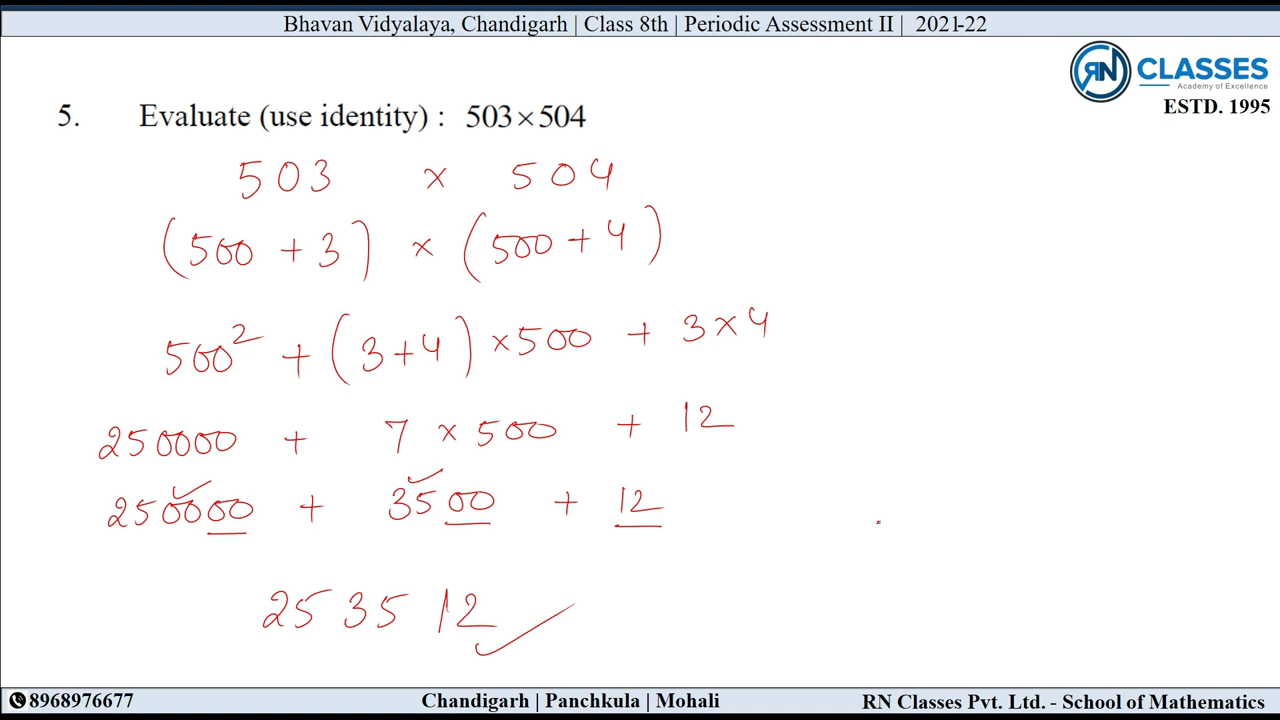 Bhavan Vidyalaya, Chandigarh | Class 8th | Periodic Assessment II | 2021-22
RN CLASSES
Academy of Excellence
ESTD. 1995
5. Evaluate (use identity) : 503×504
503 × 504
(500 + 3) × (500 + 4)
500² + (3+4) ×500 + 3×4
250000 + 7 × 500 + 12
250000 + 3500 + 12
253512
8968976677
Chandigarh | Panchkula | Mohali
RN Classes Pvt. Ltd. - School of Mathematics